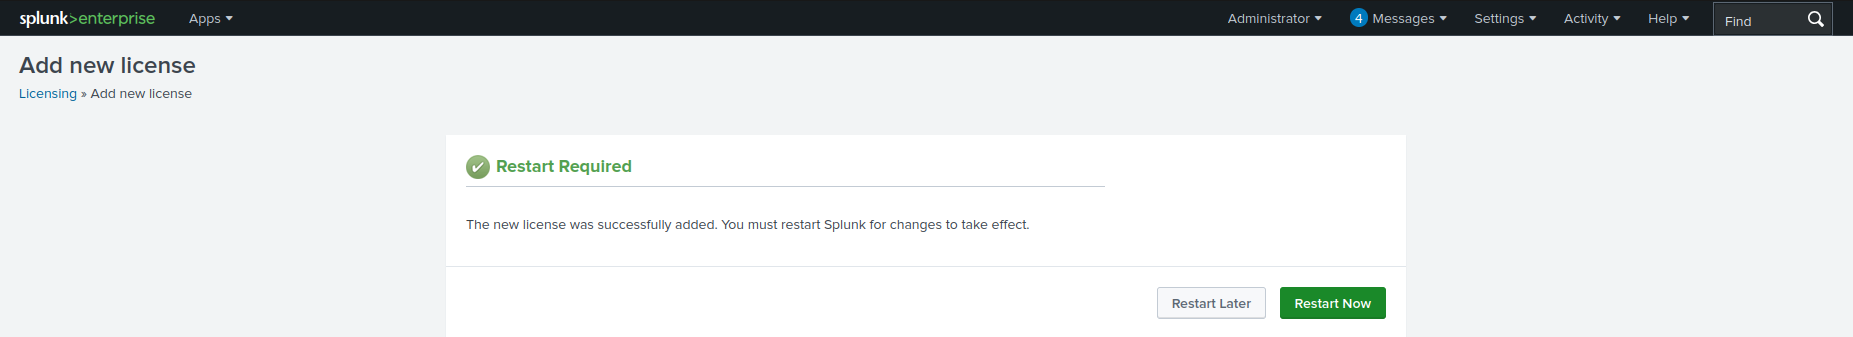 splunk>enterprise Apps Administrator 4 Messages Settings Activity Help Find
Add new license
Licensing » Add new license
Restart Required
The new license was successfully added. You must restart Splunk for changes to take effect.
Restart Later Restart Now